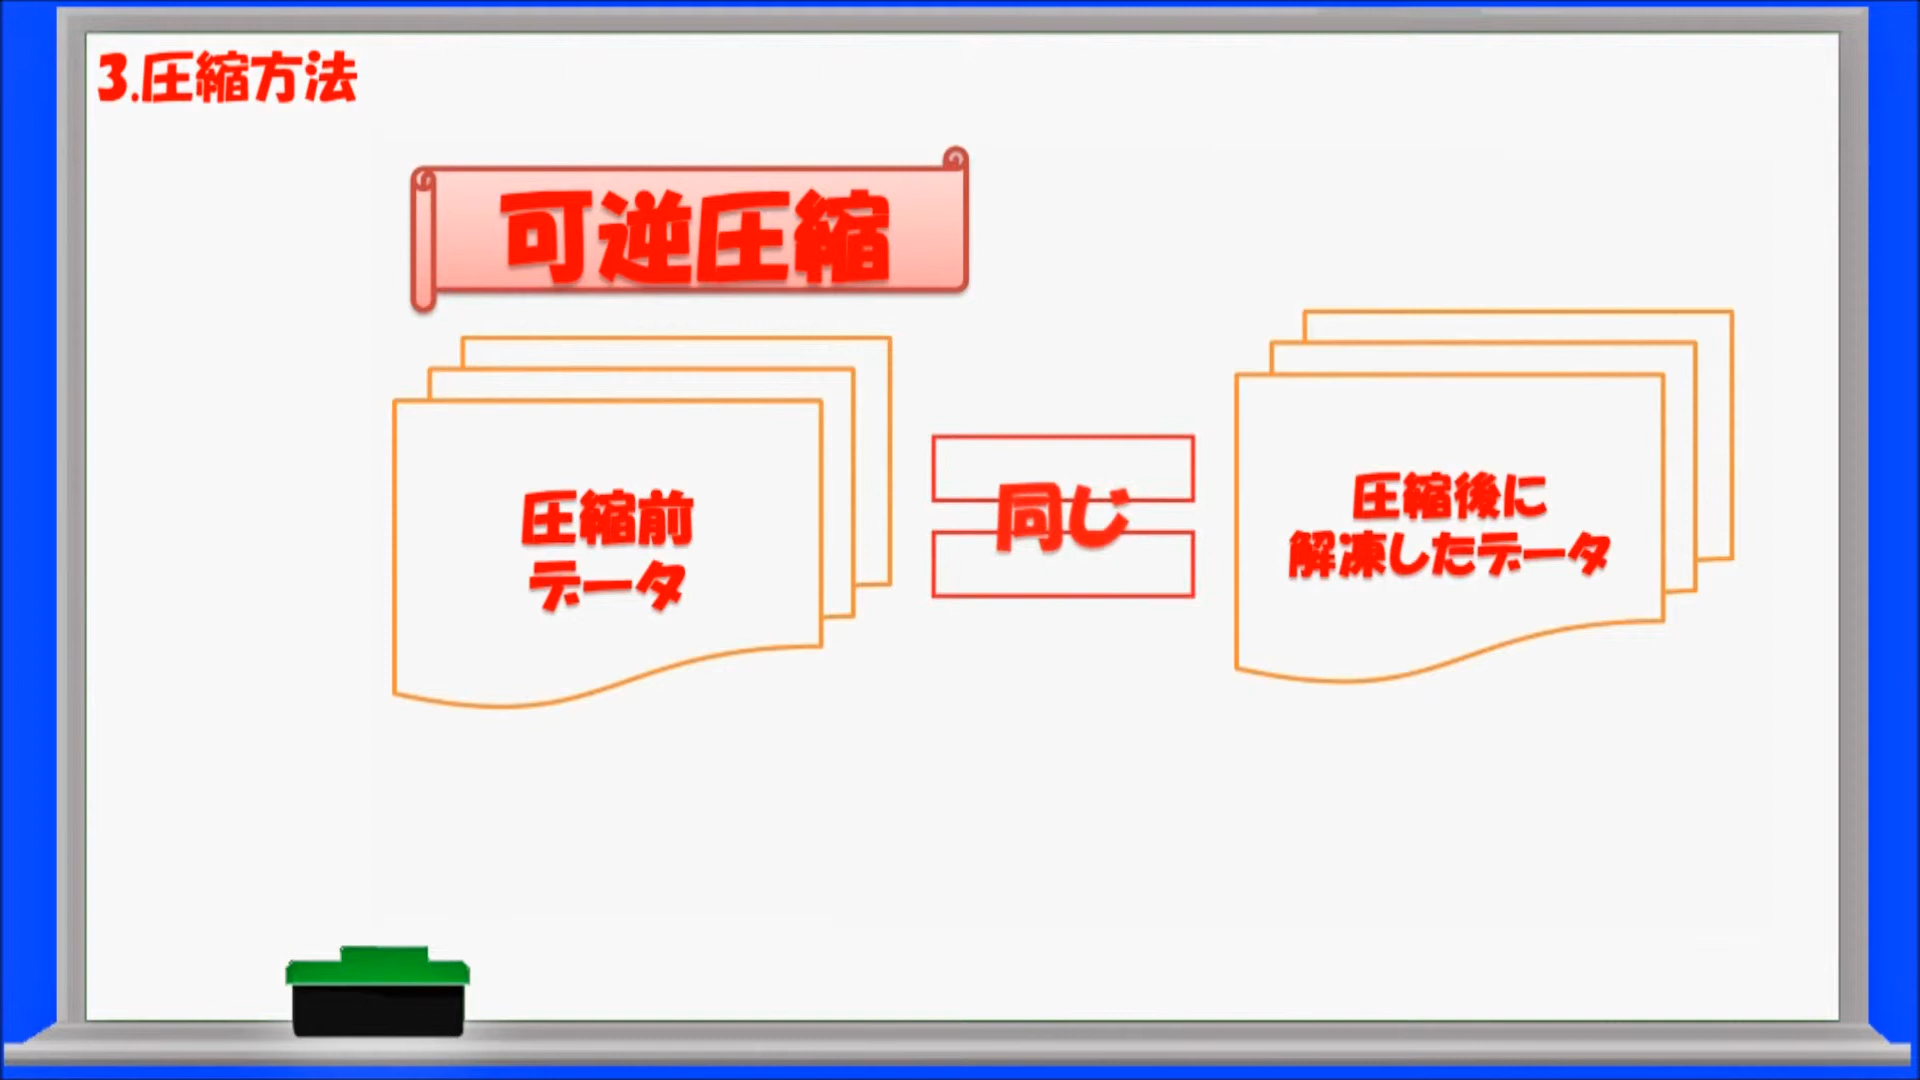 3.圧縮方法
可逆圧縮
圧縮前
データ
同じ
圧縮後に
解凍したデータ